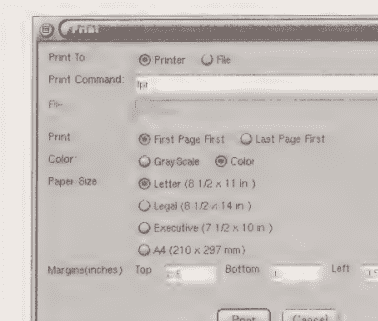 Print
Print To: Printer File
Print Command: lpr
File:
Print: First Page First Last Page First
Color: GrayScale Color
Paper Size: Letter (8 1/2 x 11 in.)
Legal (8 1/2 x 14 in.)
Executive (7 1/2 x 10 in.)
A4 (210 x 297 mm)
Margins(inches): Top Bottom Left
Print Cancel